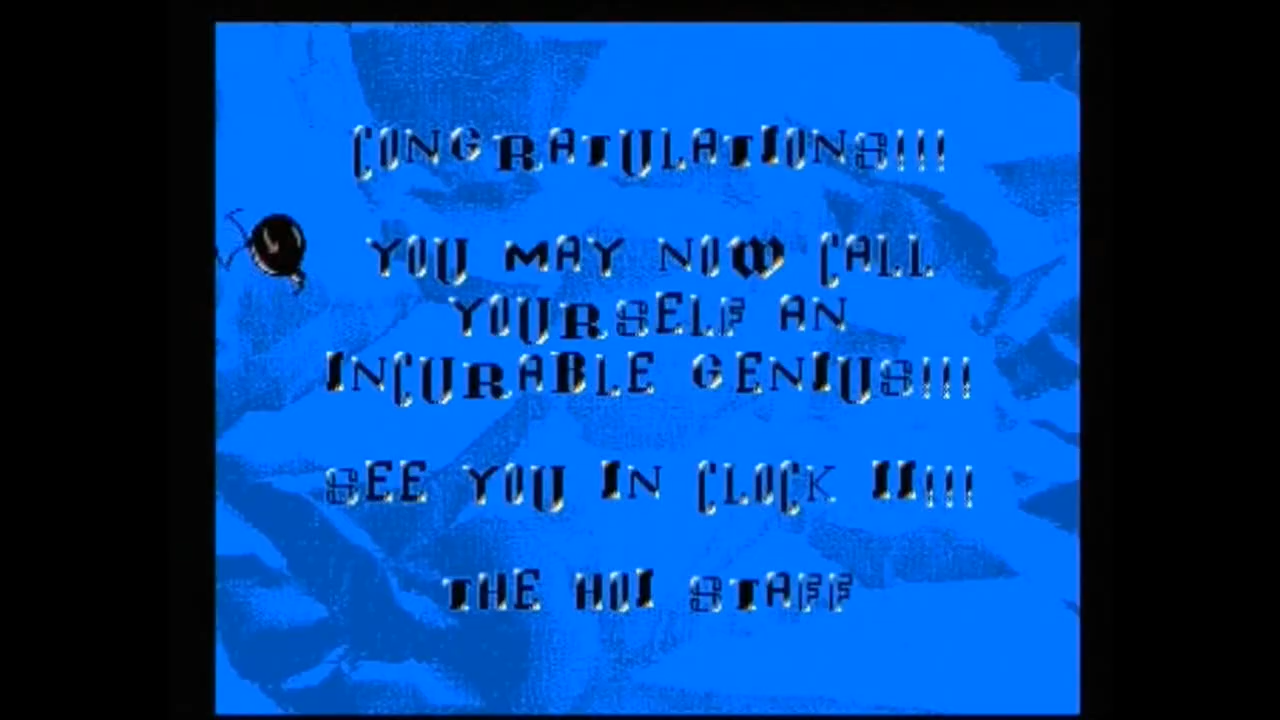 CONGRATULATIONS!!!
YOU MAY NOW CALL
YOURSELF AN
INCURABLE GENIUS!!!
SEE YOU IN CLOCK II!!!
THE HOI STAFF